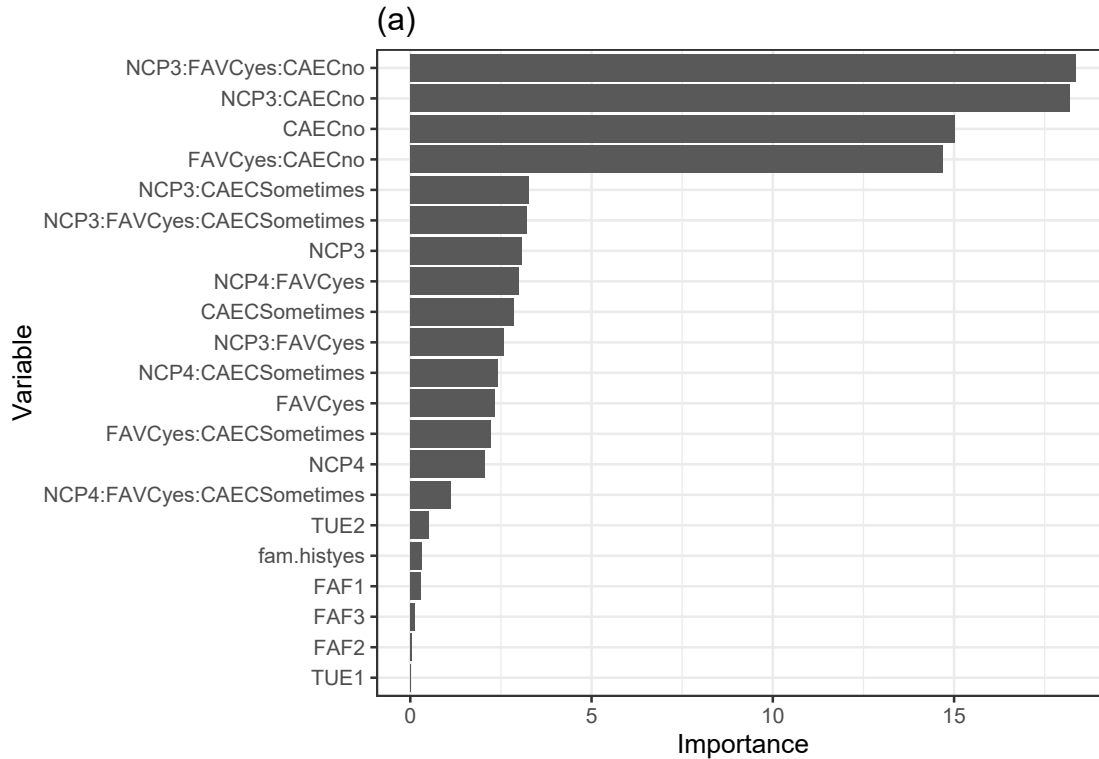 (a)
NCP3:FAVCyes:CAECno
NCP3:CAECno
CAECno
FAVCyes:CAECno
NCP3:CAECSometimes
NCP3:FAVCyes:CAECSometimes
NCP3
NCP4:FAVCyes
CAECSometimes
NCP3:FAVCyes
NCP4:CAECSometimes
FAVCyes
FAVCyes:CAECSometimes
NCP4
NCP4:FAVCyes:CAECSometimes
TUE2
fam.histyes
FAF1
FAF3
FAF2
TUE1
Variable
0 5 10 15
Importance